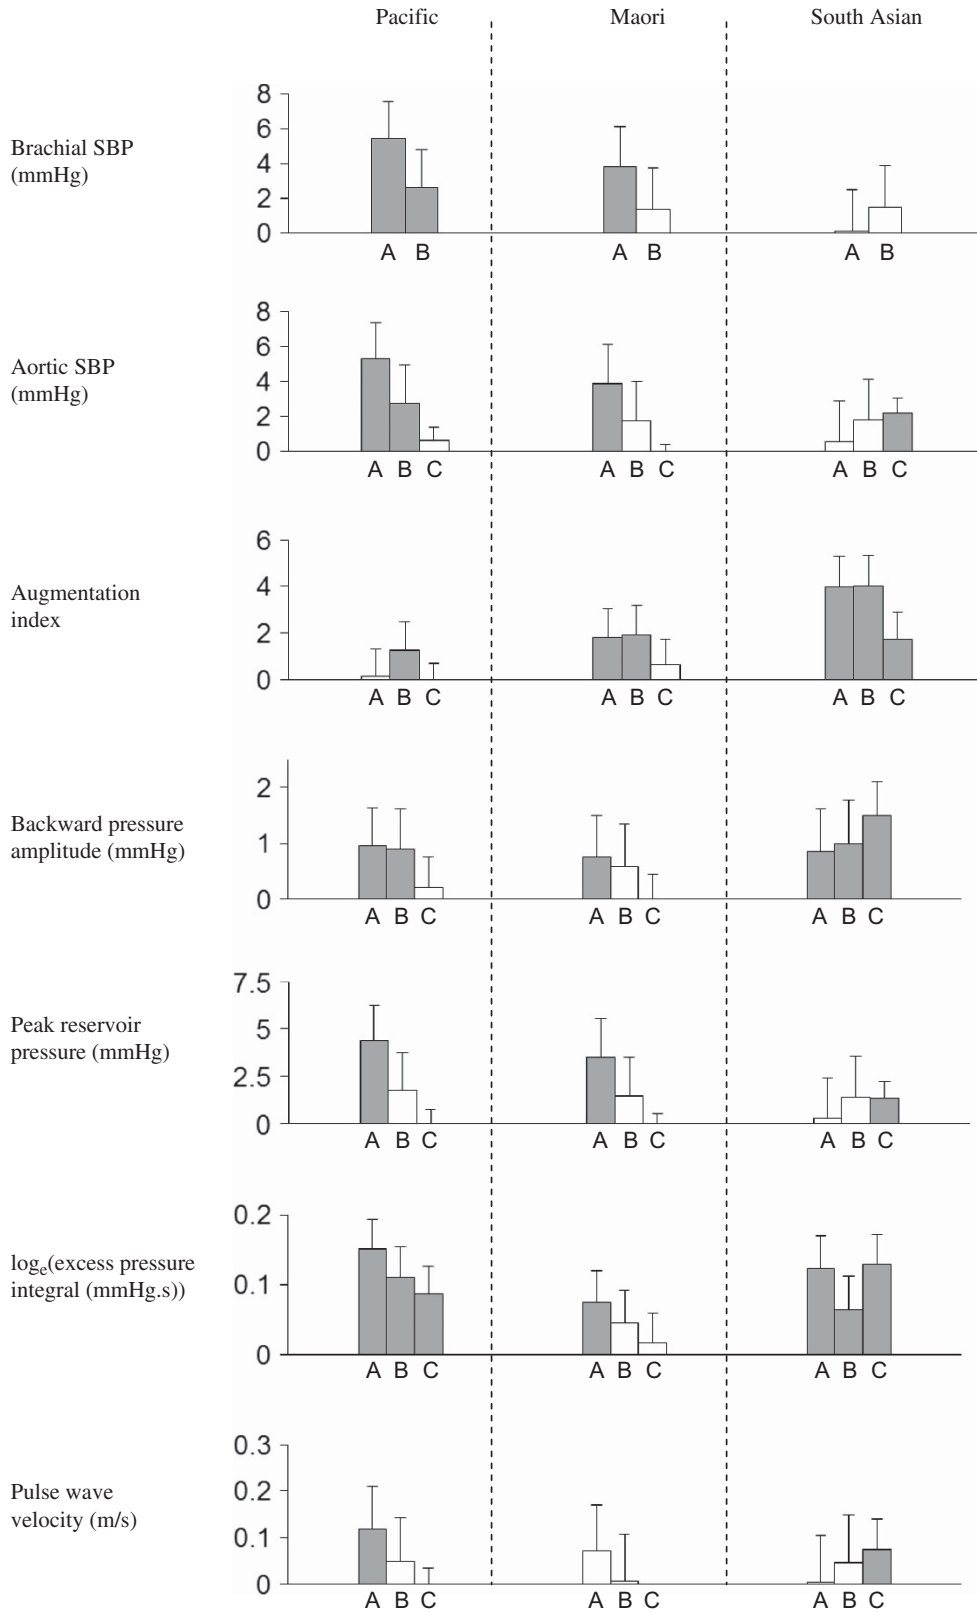 Pacific Maori South Asian
Brachial SBP
(mmHg)
8
6
4
2
0
A B A B A B
Aortic SBP
(mmHg)
8
6
4
2
0
A B C A B C A B C
Augmentation
index
6
4
2
0
A B C A B C A B C
Backward pressure
amplitude (mmHg)
2
1
0
A B C A B C A B C
Peak reservoir
pressure (mmHg)
7.5
5
2.5
0
A B C A B C A B C
logₑ(excess pressure
integral (mmHg.s))
0.2
0.1
0
A B C A B C A B C
Pulse wave
velocity (m/s)
0.3
0.2
0.1
0
A B C A B C A B C